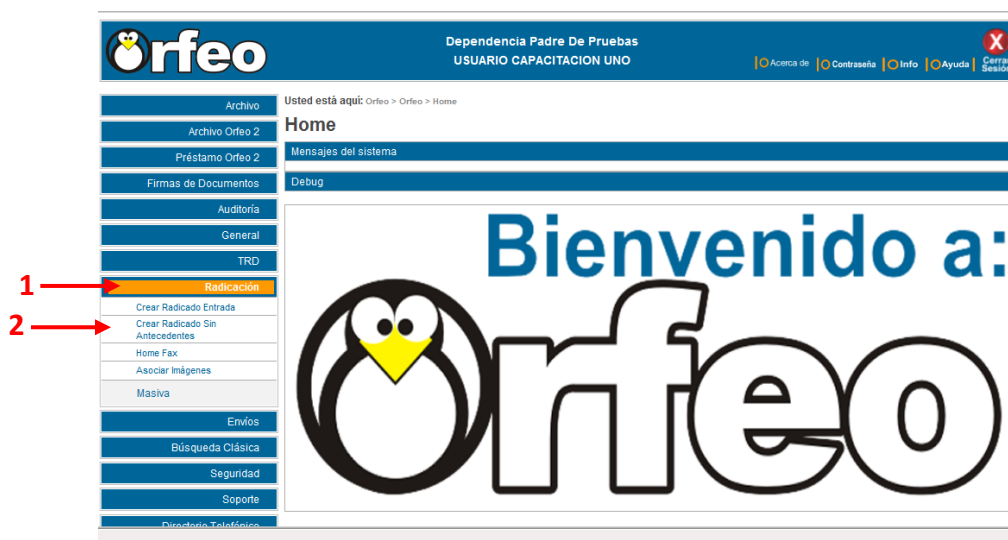 Orfeo
Dependencia Padre De Pruebas
USUARIO CAPACITACION UNO
Acerca de
Contraseña
Info
Ayuda
X
Cerrar
Sesión
Archivo
Archivo Orfeo 2
Préstamo Orfeo 2
Firmas de Documentos
Auditoría
General
TRD
1
Radicación
Crear Radicado Entrada
2
Crear Radicado Sin
Antecedentes
Home Fax
Asociar Imágenes
Masiva
Envíos
Búsqueda Clásica
Seguridad
Soporte
Directorio Telefónico
Usted está aquí: Orfeo > Orfeo > Home
Home
Mensajes del sistema
Debug
Bienvenido a:
Orfeo